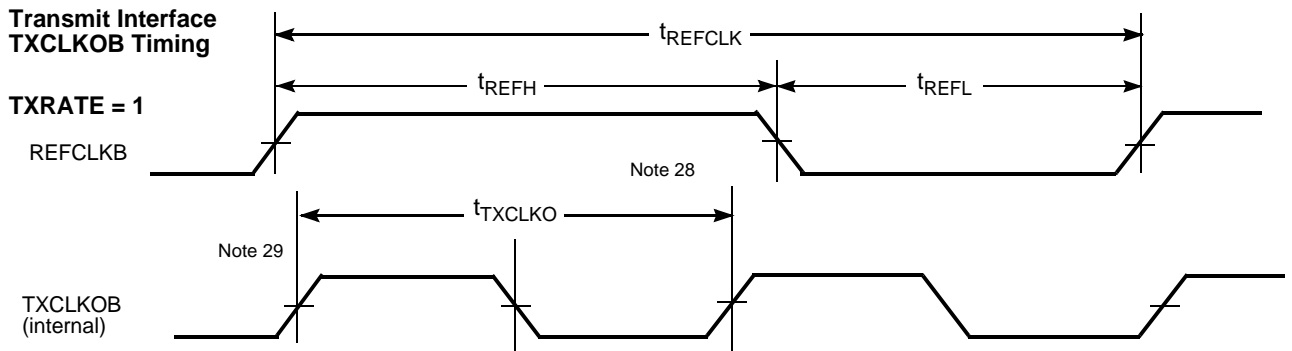 Transmit Interface
TXCLKOB Timing
tREFCLK
tREFH
tREFL
TXRATE = 1
REFCLKB
Note 28
tTXCLKO
Note 29
TXCLKOB
(internal)